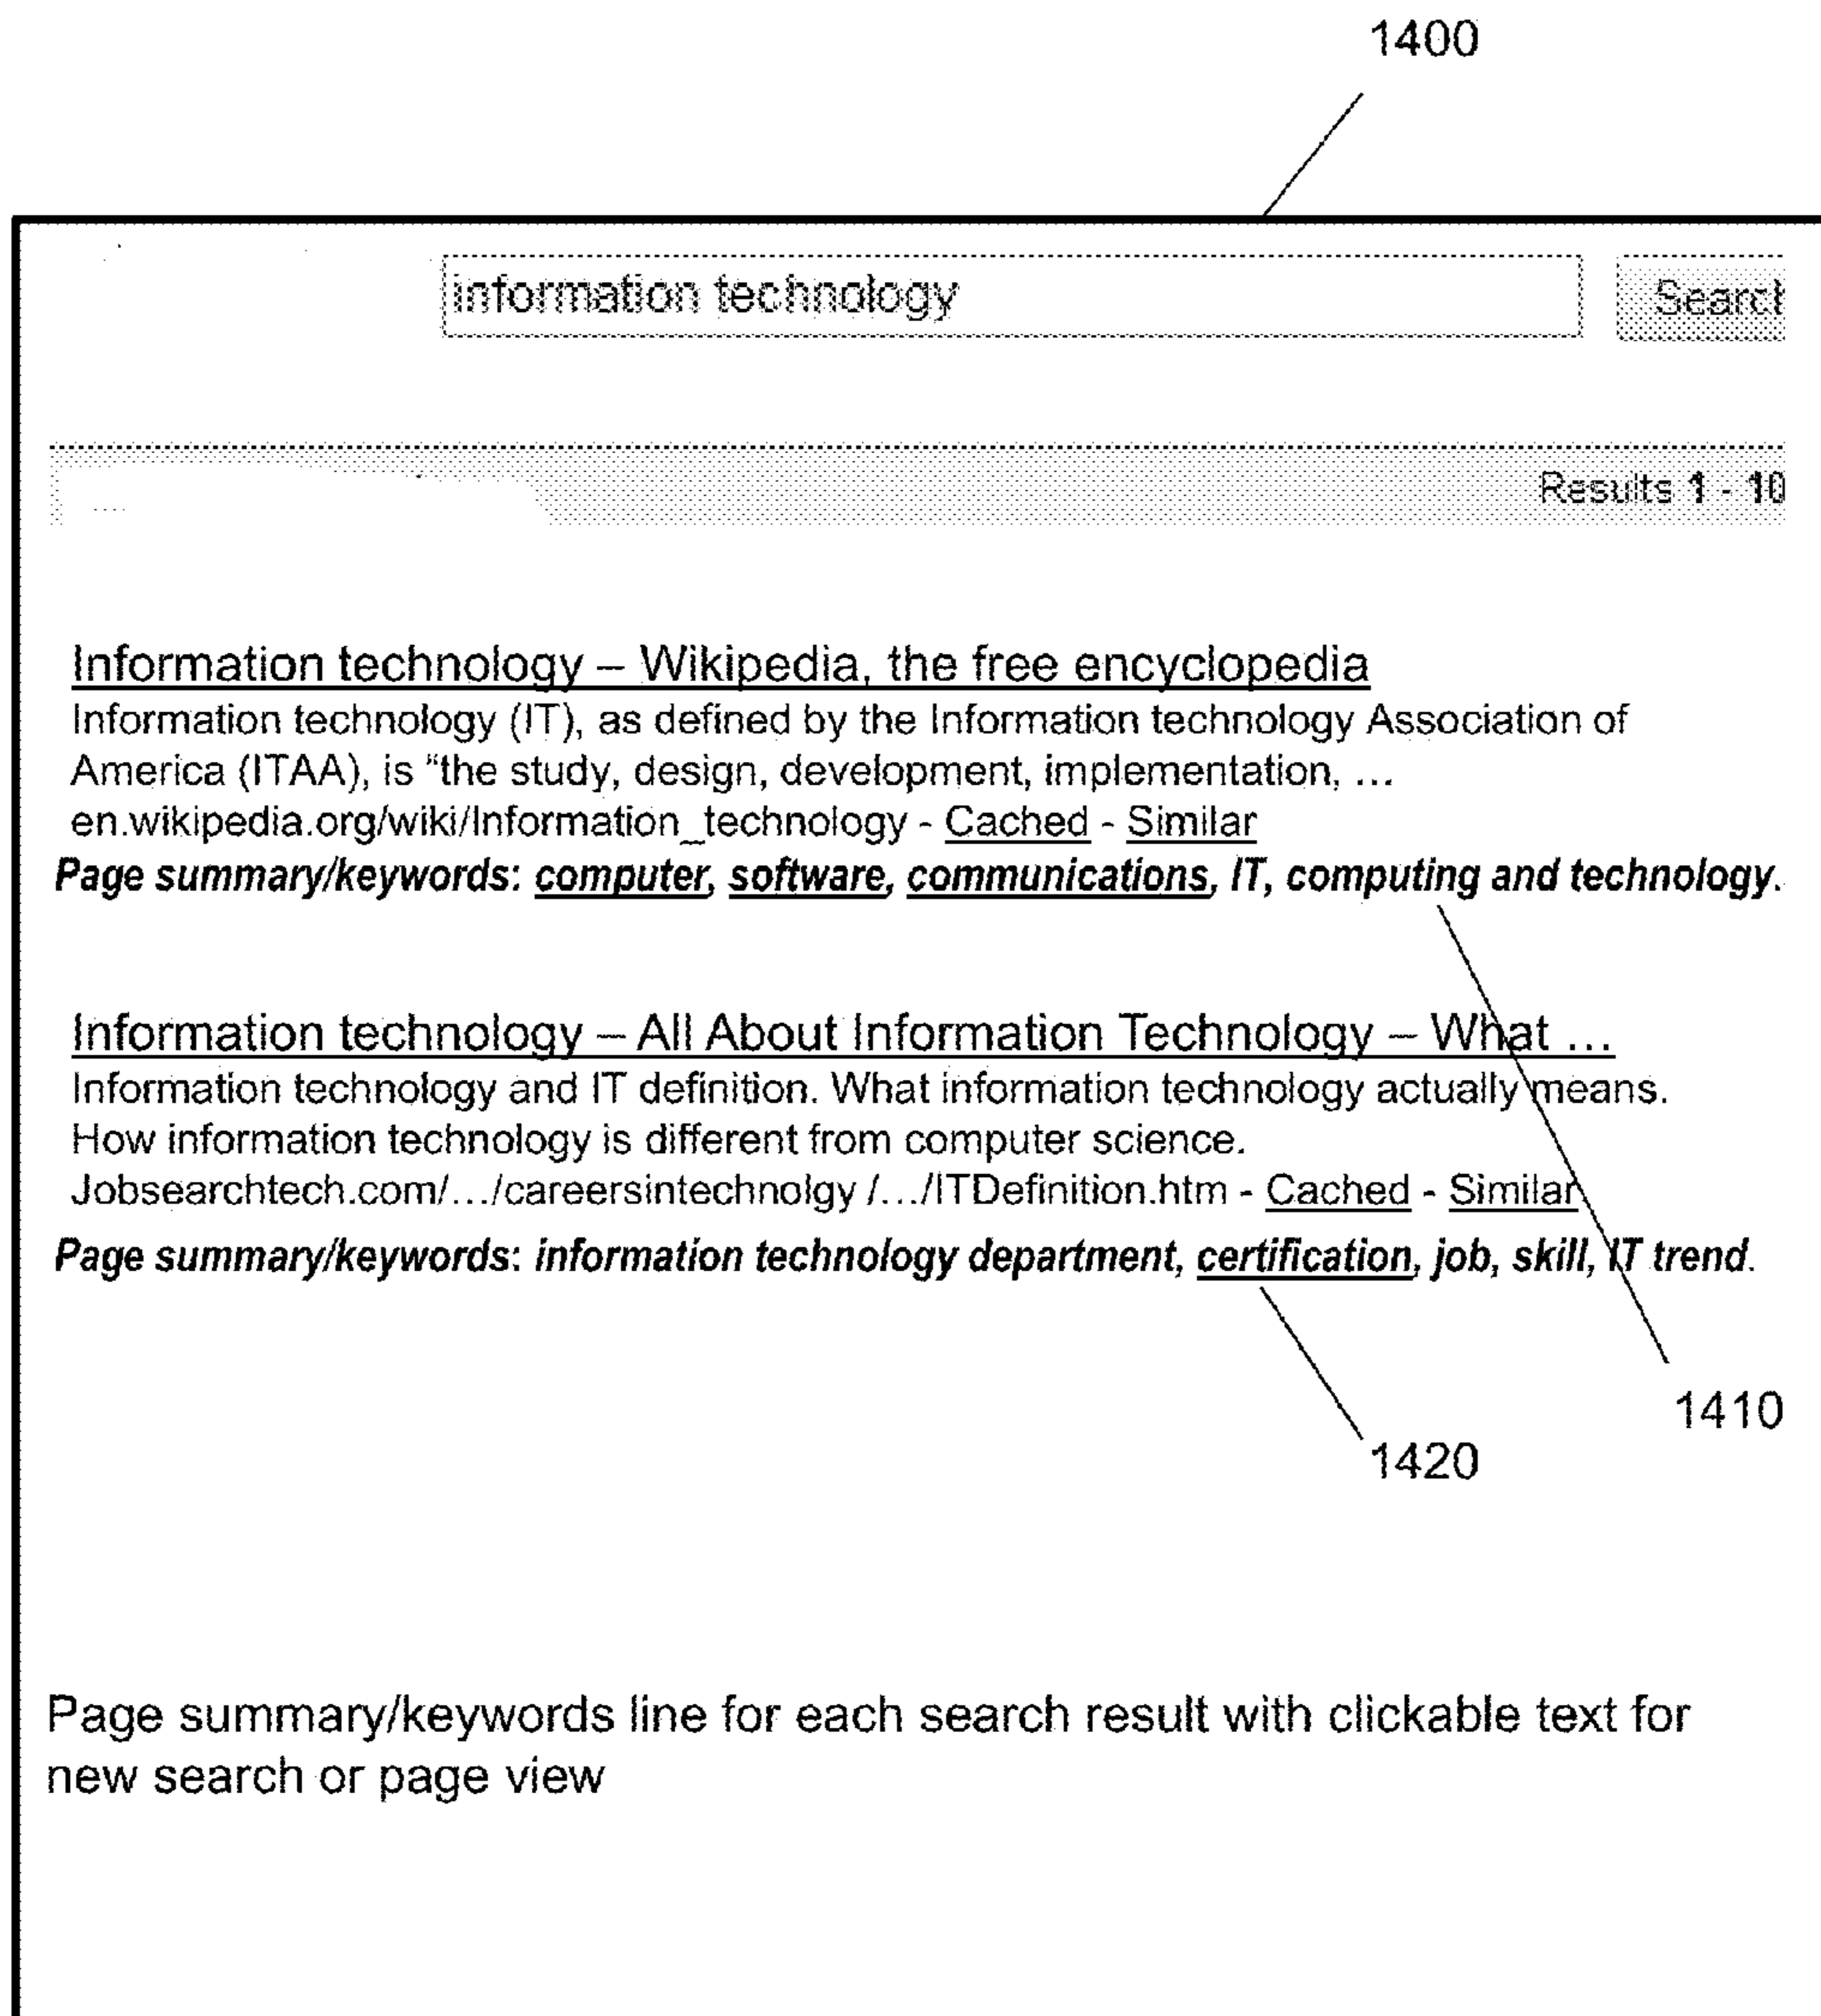 1400
information technology
Search
Results 1 - 10
Information technology – Wikipedia, the free encyclopedia
Information technology (IT), as defined by the Information technology Association of
America (ITAA), is “the study, design, development, implementation, ...
en.wikipedia.org/wiki/Information_technology - Cached - Similar
Page summary/keywords: computer, software, communications, IT, computing and technology.
Information technology – All About Information Technology – What ...
Information technology and IT definition. What information technology actually means.
How information technology is different from computer science.
Jobsearchtech.com/.../careersintechnolgy /.../ITDefinition.htm - Cached - Similar
Page summary/keywords: information technology department, certification, job, skill, IT trend.
1410
1420
Page summary/keywords line for each search result with clickable text for
new search or page view